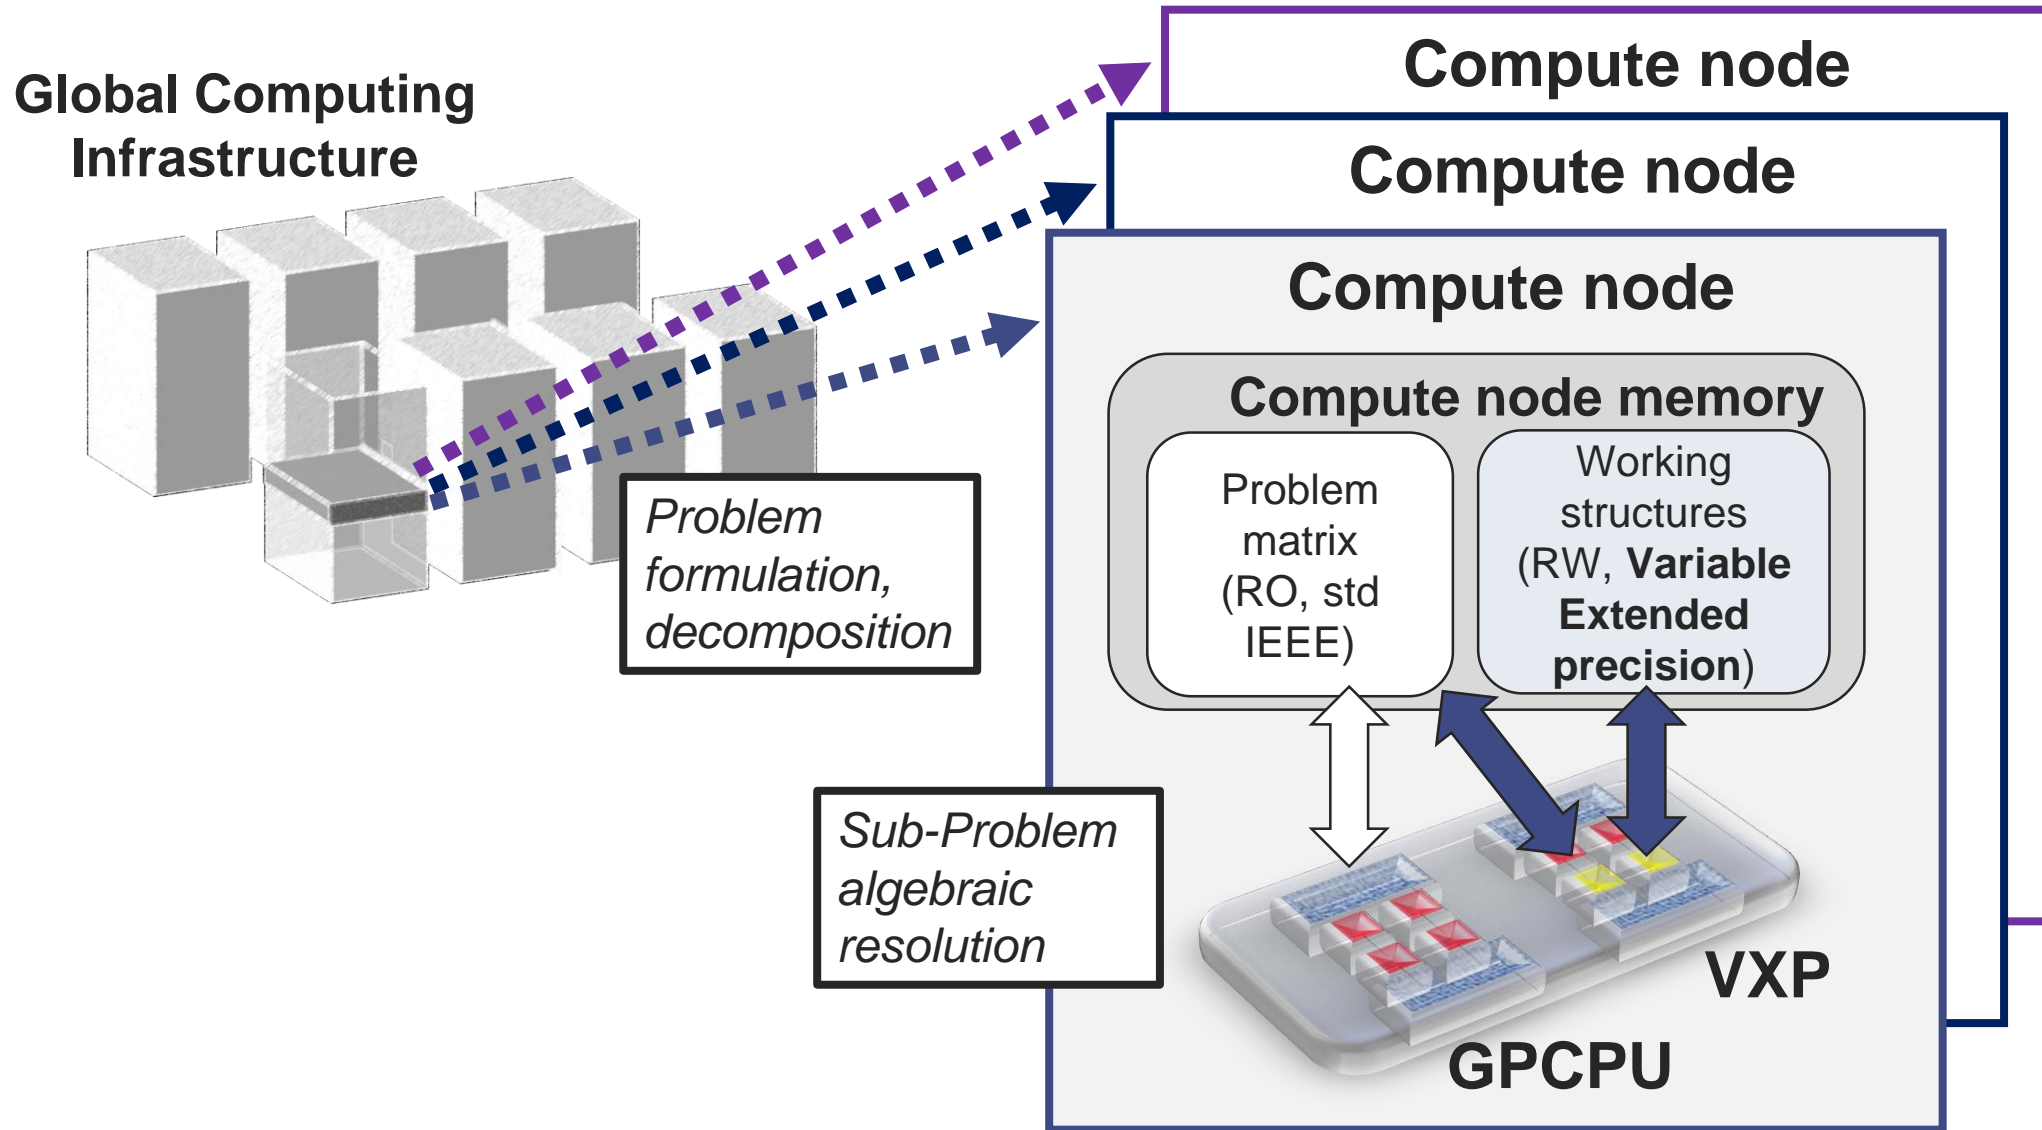 Global Computing
Infrastructure
Compute node
Compute node
Compute node
Compute node memory
Problem
matrix
(RO, std
IEEE)
Working
structures
(RW, Variable
Extended
precision)
Problem
formulation,
decomposition
Sub-Problem
algebraic
resolution
VXP
GPCPU